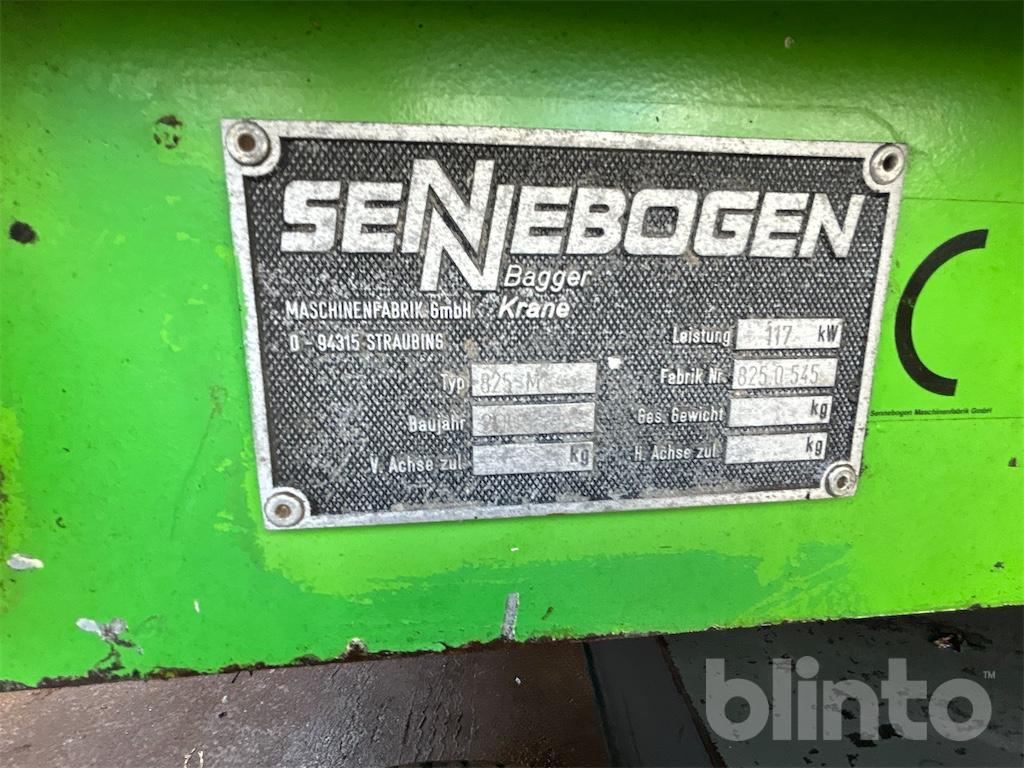 SENNEBOGEN
Bagger
Krane
MASCHINENFABRIK GmbH
D - 94315 STRAUBING
Leistung 117 kW
Typ 825 M
Fabrik Nr. 825.0.545
Baujahr
Ges. Gewicht kg
V. Achse zul. kg
H. Achse zul. kg
Sennebogen Maschinenfabrik GmbH
blinto™